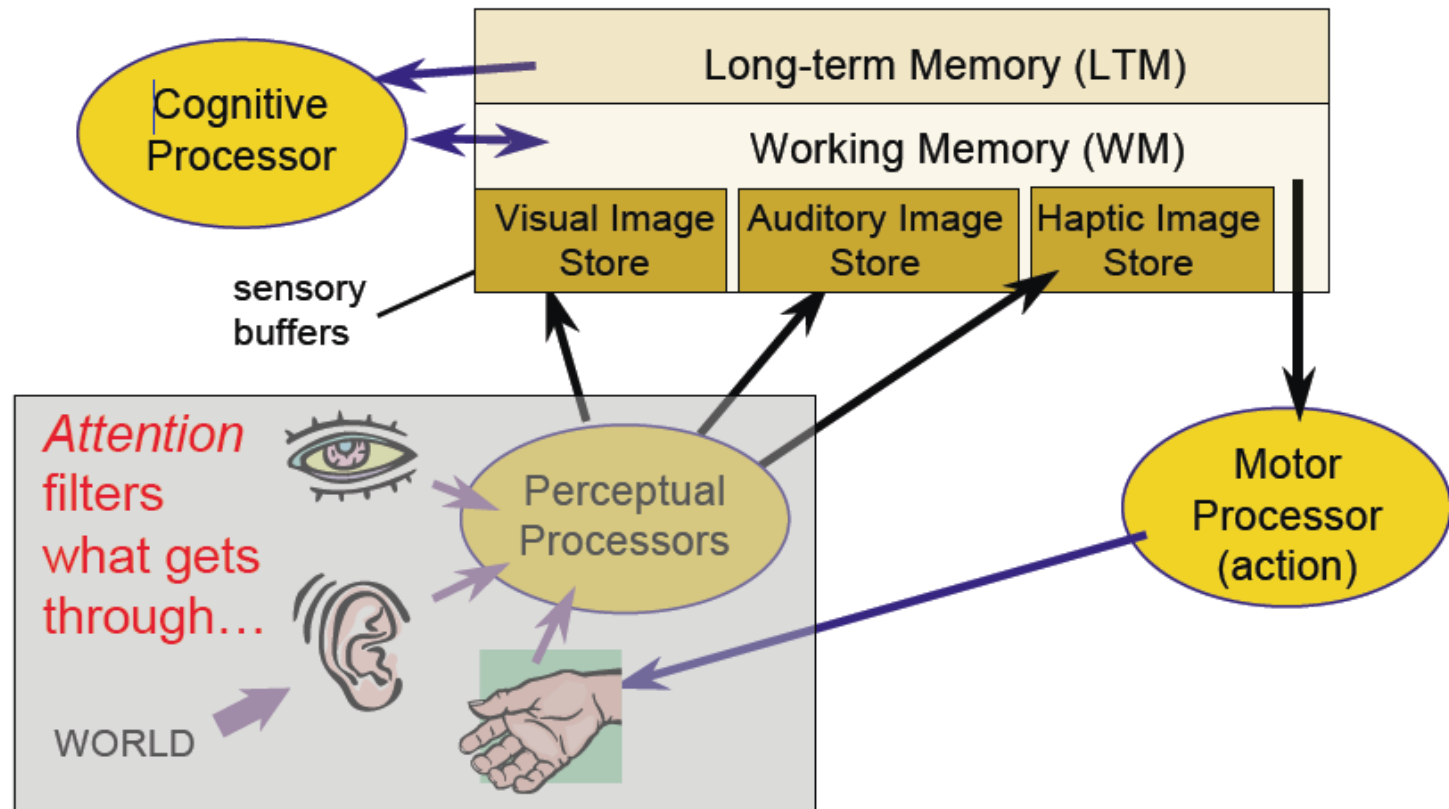 Long-term Memory (LTM)
Cognitive
Processor
Working Memory (WM)
Visual Image
Store
Auditory Image
Store
Haptic Image
Store
sensory
buffers
Attention
filters
what gets
through…
WORLD
Perceptual
Processors
Motor
Processor
(action)